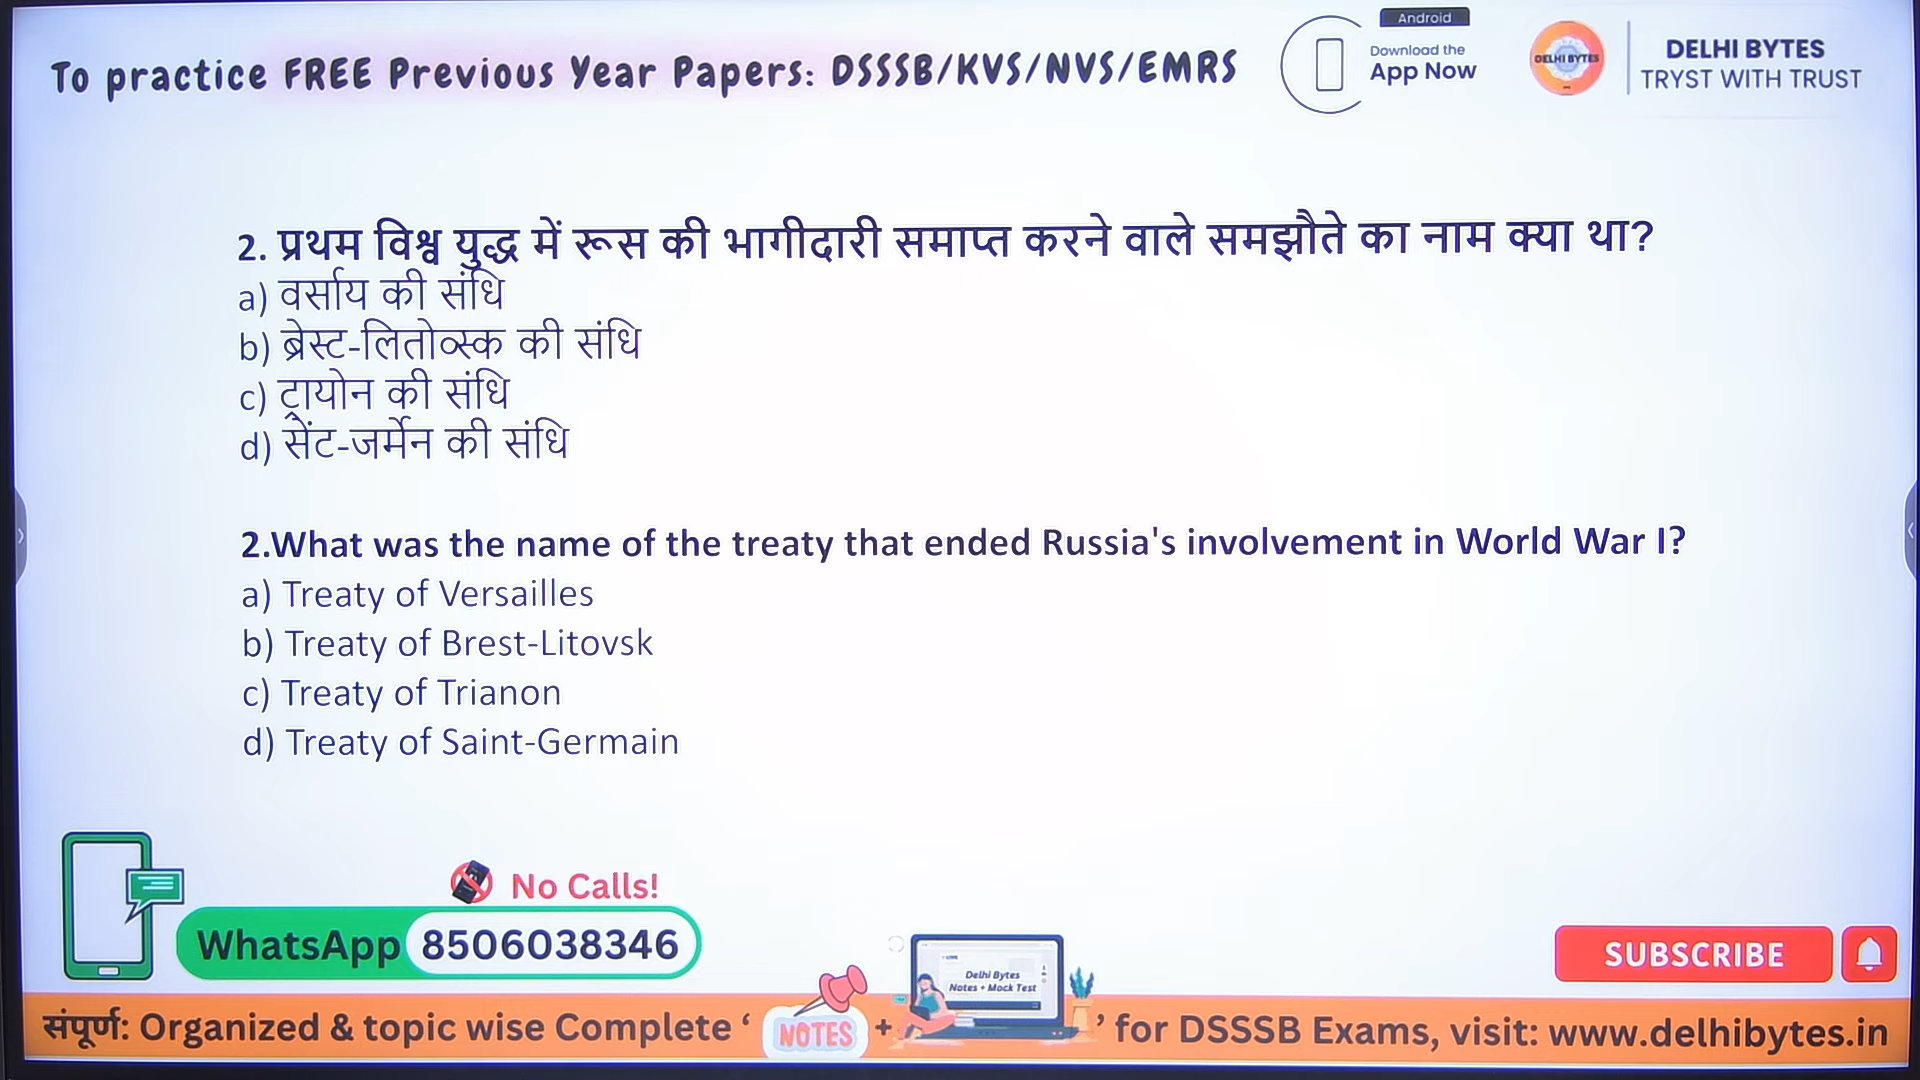 To practice FREE Previous Year Papers: DSSSB/KVS/NVS/EMRS
Android
Download the
App Now
DELHI BYTES
DELHI BYTES
TRYST WITH TRUST
2. प्रथम विश्व युद्ध में रूस की भागीदारी समाप्त करने वाले समझौते का नाम क्या था?
a) वर्साय की संधि
b) ब्रेस्ट-लितोव्स्क की संधि
c) ट्रायोन की संधि
d) सेंट-जर्मेन की संधि
2.What was the name of the treaty that ended Russia's involvement in World War I?
a) Treaty of Versailles
b) Treaty of Brest-Litovsk
c) Treaty of Trianon
d) Treaty of Saint-Germain
No Calls!
WhatsApp 8506038346
Delhi Bytes
Notes + Mock Test
SUBSCRIBE
संपूर्ण: Organized & topic wise Complete ‘ NOTES + ’ for DSSSB Exams, visit: www.delhibytes.in